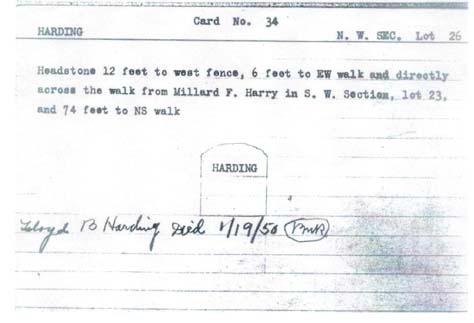 Card No. 34
HARDING
N. W. SEC. Lot 26
Headstone 12 feet to west fence, 6 feet to EW walk and directly
across the walk from Millard F. Harry in S. W. Section, lot 23,
and 74 feet to NS walk
HARDING
Lloyd B Harding Died 1/19/50